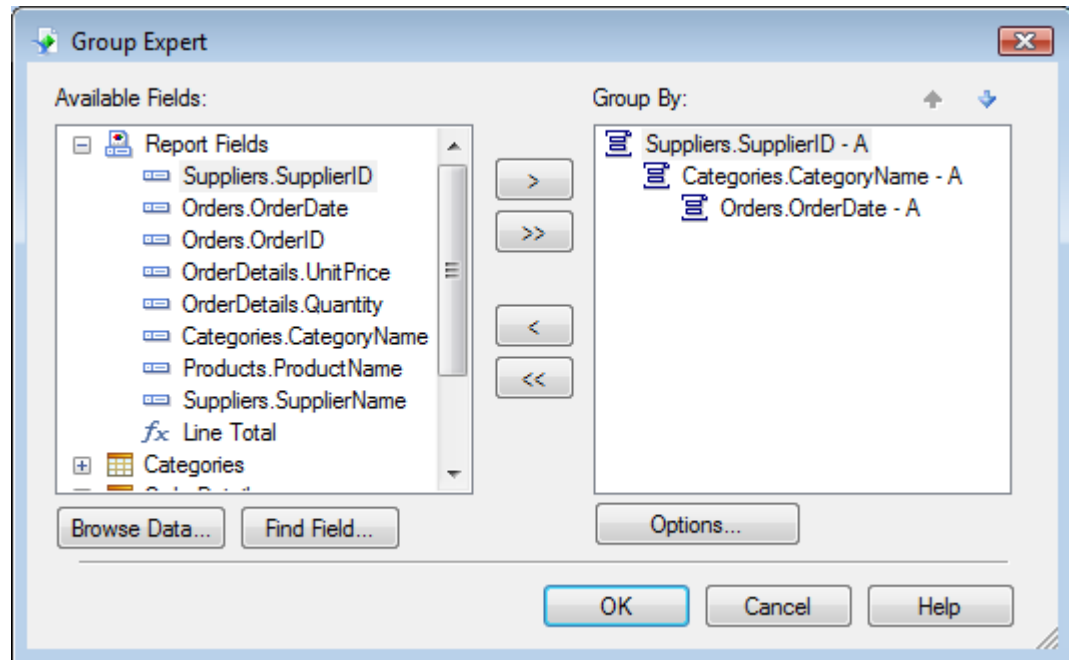 Group Expert
Available Fields:
Report Fields
Suppliers.SupplierID
Orders.OrderDate
Orders.OrderID
OrderDetails.UnitPrice
OrderDetails.Quantity
Categories.CategoryName
Products.ProductName
Suppliers.SupplierName
fx Line Total
Categories
>
>>
<
<<
Group By:
Suppliers.SupplierID - A
Categories.CategoryName - A
Orders.OrderDate - A
Browse Data...
Find Field...
Options...
OK
Cancel
Help